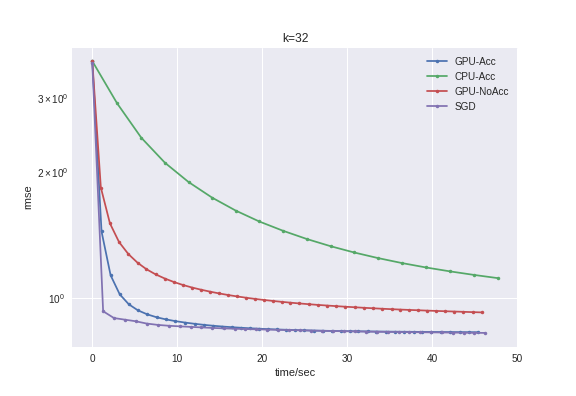 k=32
GPU-Acc
CPU-Acc
GPU-NoAcc
SGD
3 × 10⁰
2 × 10⁰
10⁰
rmse
0 10 20 30 40 50
time/sec